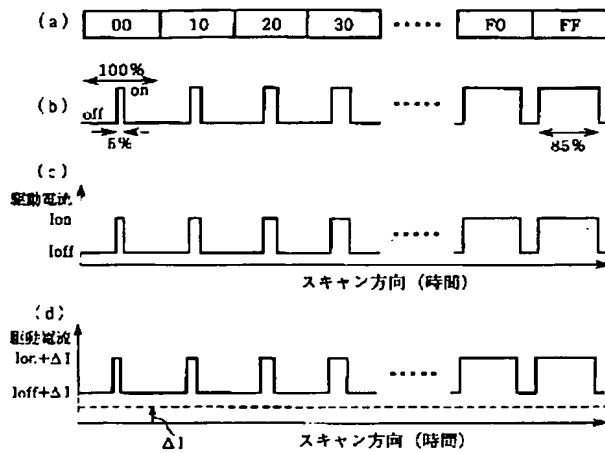 (a) 00 10 20 30 ····· F0 FF
100%
on
(b) off
5%
85%
(c)
駆動電流
Ion
Ioff
スキャン方向 (時間)
(d)
駆動電流
Ion+ΔI
Ioff+ΔI
ΔI
スキャン方向 (時間)